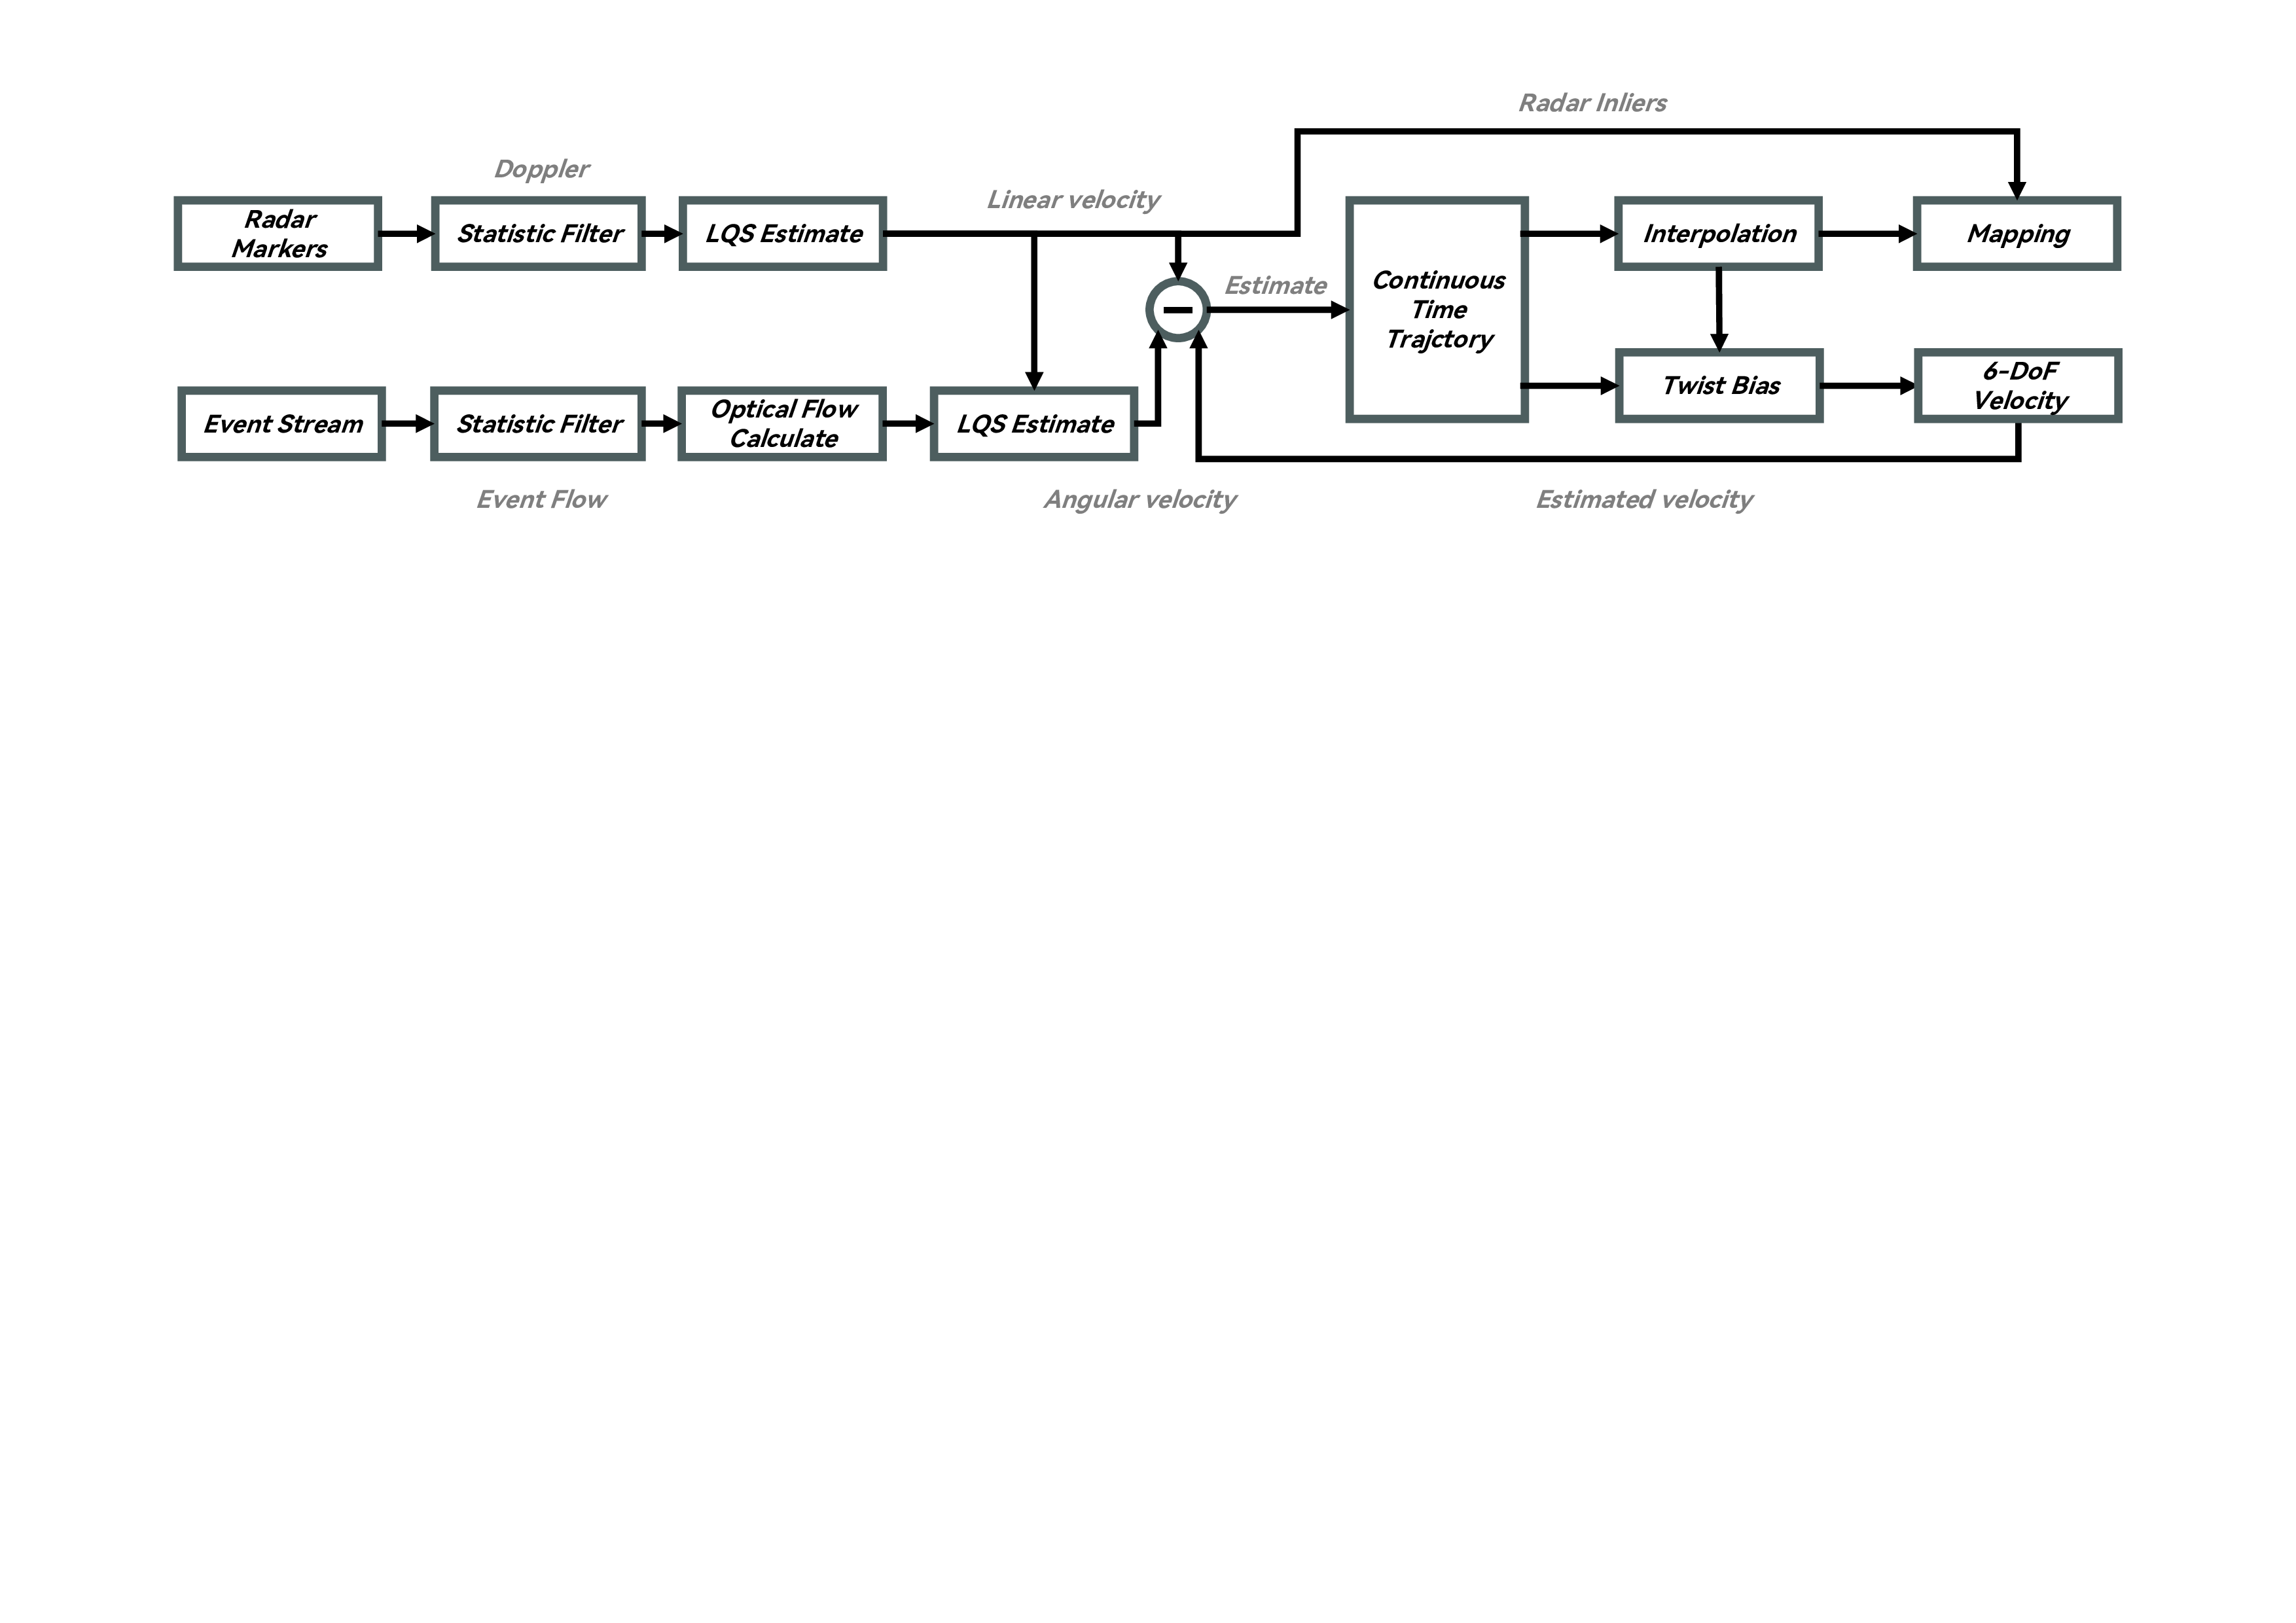 Radar Inliers
Doppler
Linear velocity
Radar
Markers
Statistic Filter
LQS Estimate
Interpolation
Mapping
Estimate
Continuous
Time
Trajctory
Twist Bias
6-DoF
Velocity
Event Stream
Statistic Filter
Optical Flow
Calculate
LQS Estimate
Event Flow
Angular velocity
Estimated velocity